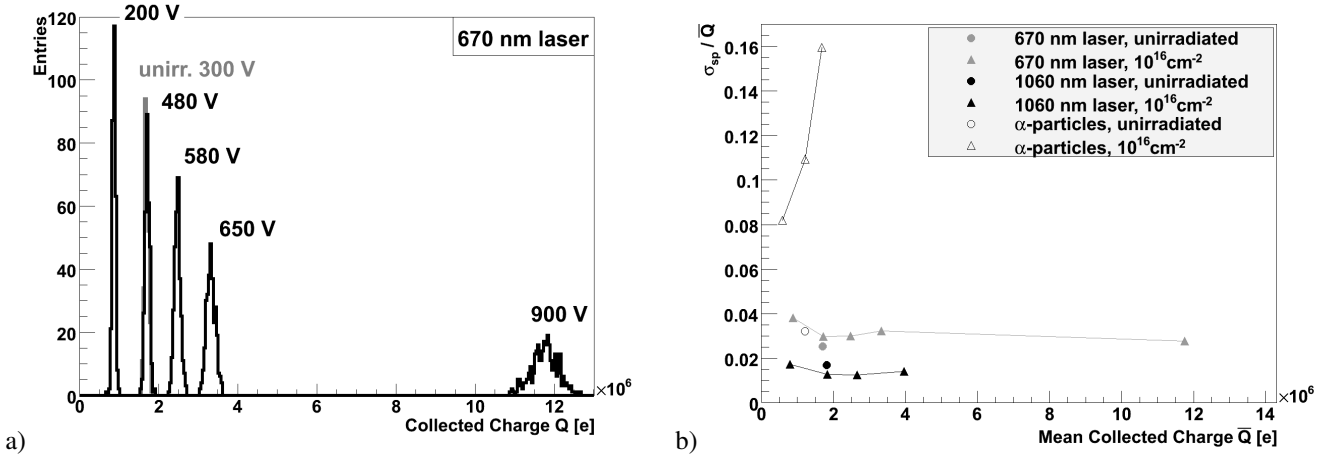 200 V
Entries
120
100
80
60
40
20
0
670 nm laser
unirr. 300 V
480 V
580 V
650 V
900 V
0 2 4 6 8 10 12
×10⁶
Collected Charge Q [e]
a)
σsp / Q̅
0.16
0.14
0.12
0.1
0.08
0.06
0.04
0.02
0
670 nm laser, unirradiated
670 nm laser, 10¹⁶cm⁻²
1060 nm laser, unirradiated
1060 nm laser, 10¹⁶cm⁻²
α-particles, unirradiated
α-particles, 10¹⁶cm⁻²
0 2 4 6 8 10 12 14
×10⁶
Mean Collected Charge Q̅ [e]
b)